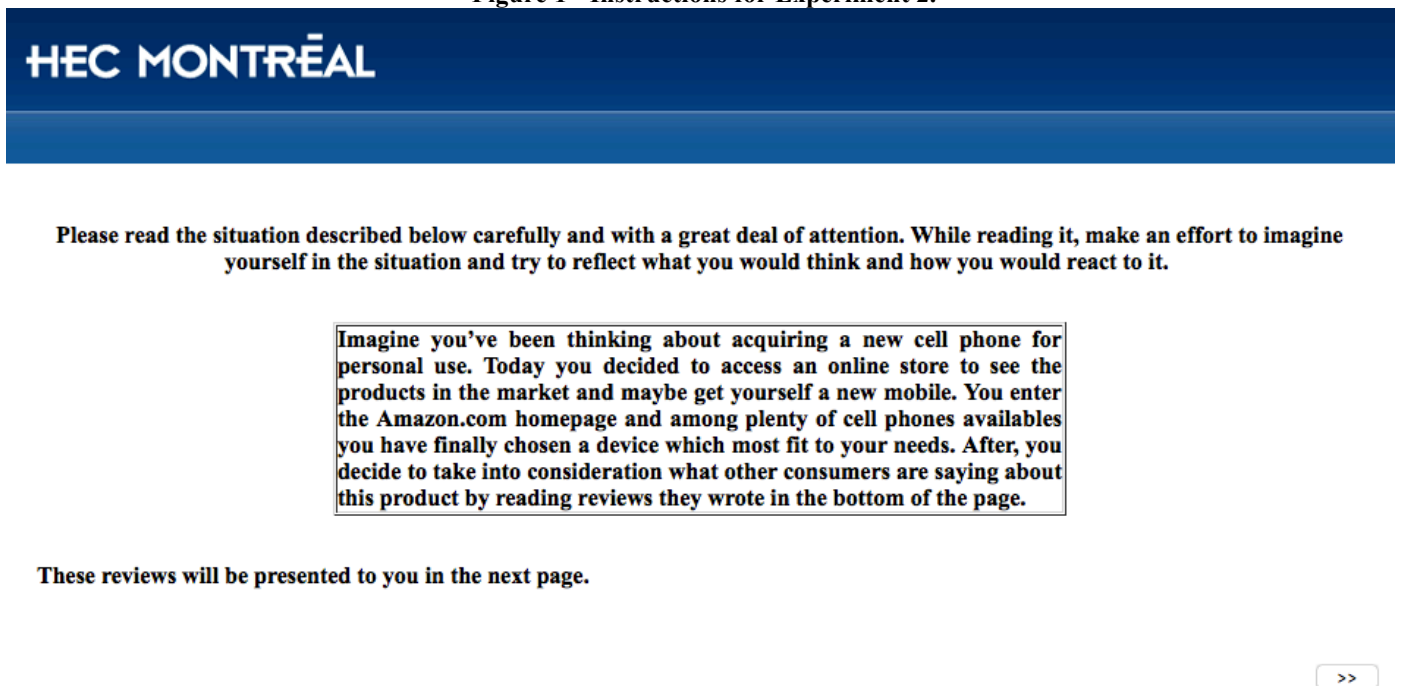 Figure 1 - Instructions for Experiment 2.
HEC MONTRĒAL
Please read the situation described below carefully and with a great deal of attention. While reading it, make an effort to imagine
yourself in the situation and try to reflect what you would think and how you would react to it.
Imagine you’ve been thinking about acquiring a new cell phone for
personal use. Today you decided to access an online store to see the
products in the market and maybe get yourself a new mobile. You enter
the Amazon.com homepage and among plenty of cell phones availables
you have finally chosen a device which most fit to your needs. After, you
decide to take into consideration what other consumers are saying about
this product by reading reviews they wrote in the bottom of the page.
These reviews will be presented to you in the next page.
>>